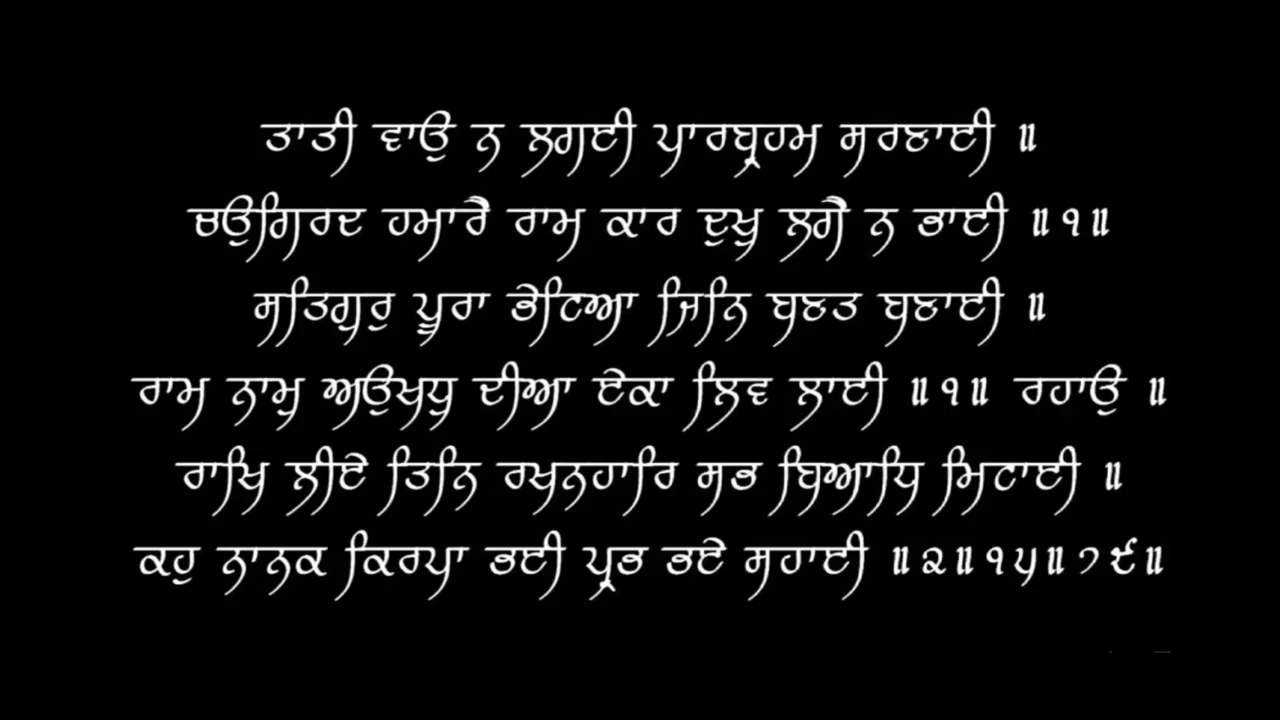 ਤਾਤੀ ਵਾਉ ਨ ਲਗਈ ਪਾਰਬ੍ਰਹਮ ਸਰਣਾਈ ॥
ਚਉਗਿਰਦ ਹਮਾਰੈ ਰਾਮ ਕਾਰ ਦੁਖੁ ਲਗੈ ਨ ਭਾਈ ॥੧॥
ਸਤਿਗੁਰੁ ਪੂਰਾ ਭੇਟਿਆ ਜਿਨਿ ਬਣਤ ਬਣਾਈ ॥
ਰਾਮ ਨਾਮੁ ਅਉਖਧੁ ਦੀਆ ਏਕਾ ਲਿਵ ਲਾਈ ॥੧॥ ਰਹਾਉ ॥
ਰਾਖਿ ਲੀਏ ਤਿਨਿ ਰਖਨਹਾਰਿ ਸਭ ਬਿਆਧਿ ਮਿਟਾਈ ॥
ਕਹੁ ਨਾਨਕ ਕਿਰਪਾ ਭਈ ਪ੍ਰਭ ਭਏ ਸਹਾਈ ॥੨॥੧੫॥੭੯॥